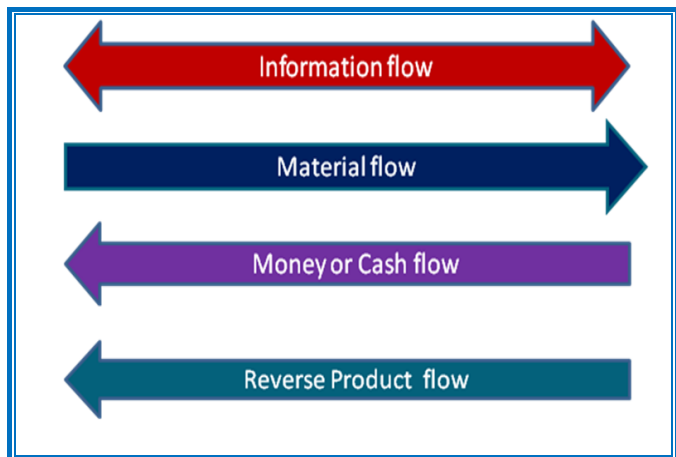 Information flow
Material flow
Money or Cash flow
Reverse Product flow